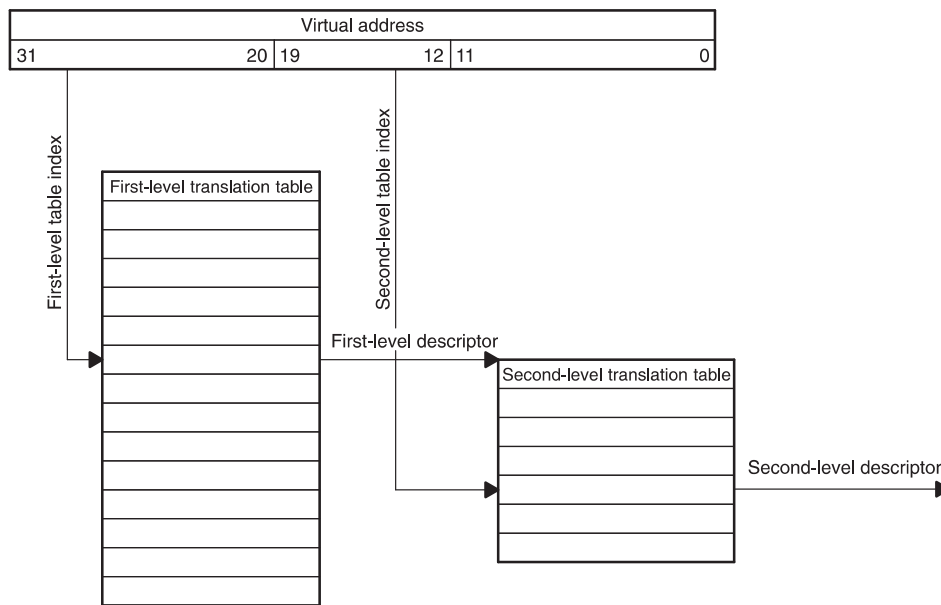 Virtual address
31 20 19 12 11 0
First-level table index
Second-level table index
First-level translation table
First-level descriptor
Second-level translation table
Second-level descriptor